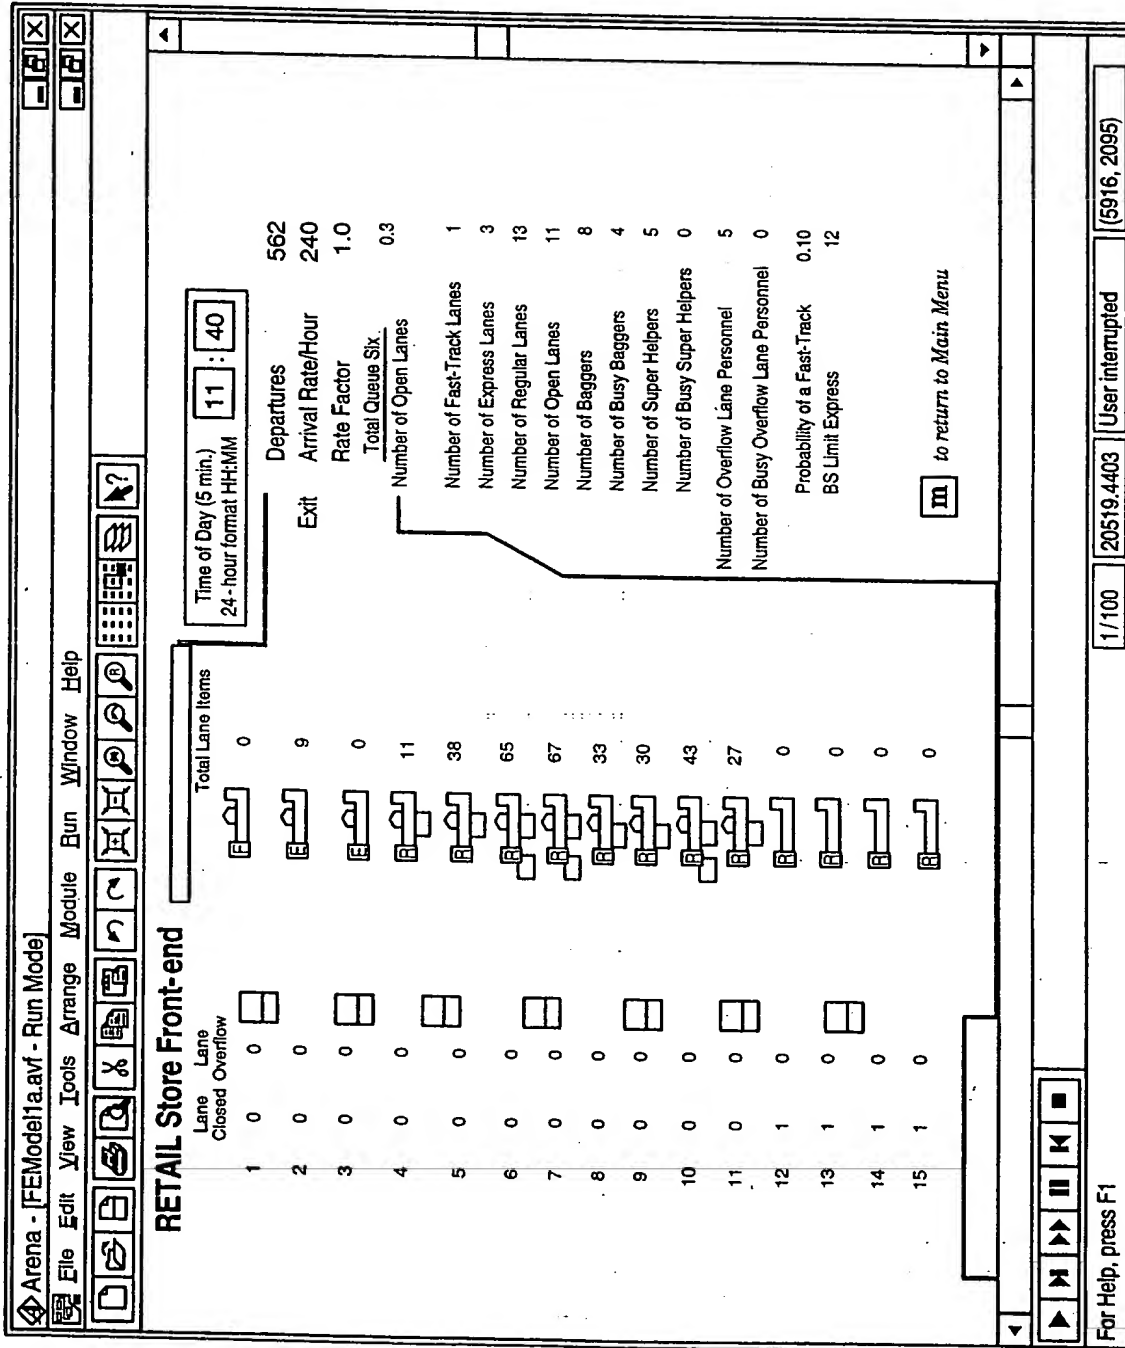 Arena - [FEModel1a.avf - Run Mode]
File Edit View Tools Arrange Module Run Window Help
RETAIL Store Front-end
Time of Day (5 min.)
24-hour format HH:MM
11 : 40
Lane Closed Lane Overflow Total Lane Items
1 0 0 F 0
2 0 0 E 9
3 0 0 E 0
4 0 0 R 11
5 0 0 R 38
6 0 0 R 65
7 0 0 R 67
8 0 0 R 33
9 0 0 R 30
10 0 0 R 43
11 0 0 R 27
12 1 0 R 0
13 1 0 R 0
14 1 0 R 0
15 1 0 R 0
Departures 562
Exit Arrival Rate/Hour 240
Rate Factor 1.0
Total Queue Six 0.3
Number of Open Lanes
Number of Fast-Track Lanes 1
Number of Express Lanes 3
Number of Regular Lanes 13
Number of Open Lanes 11
Number of Baggers 8
Number of Busy Baggers 4
Number of Super Helpers 5
Number of Busy Super Helpers 0
Number of Overflow Lane Personnel 5
Number of Busy Overflow Lane Personnel 0
Probability of a Fast-Track 0.10
BS Limit Express 12
m to return to Main Menu
For Help, press F1
1/100 20519.4403 User interrupted (5916, 2095)